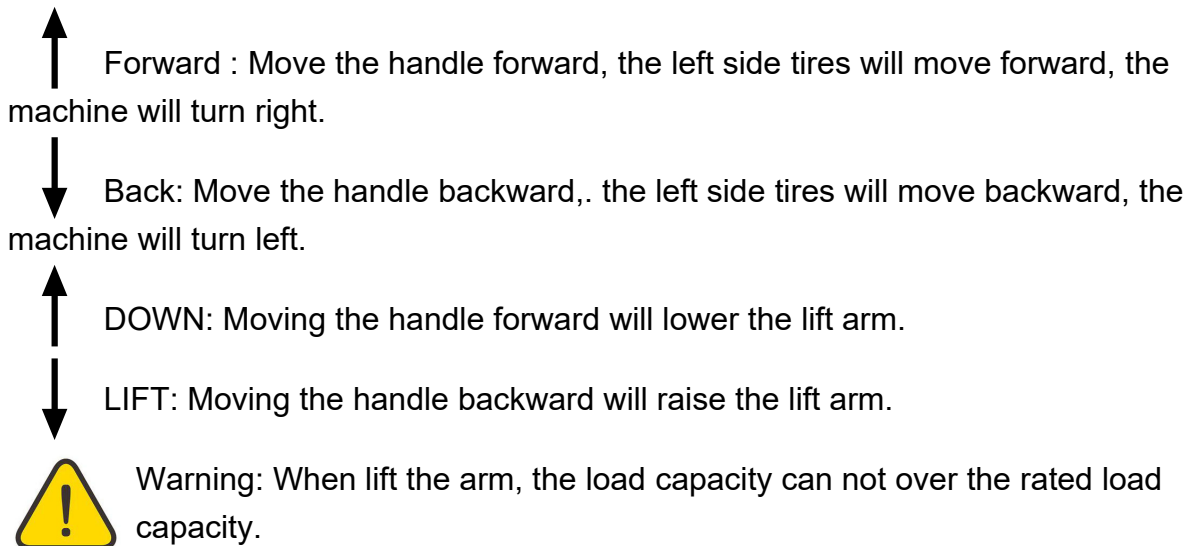 Forward : Move the handle forward, the left side tires will move forward, the
machine will turn right.
Back: Move the handle backward,. the left side tires will move backward, the
machine will turn left.
DOWN: Moving the handle forward will lower the lift arm.
LIFT: Moving the handle backward will raise the lift arm.
Warning: When lift the arm, the load capacity can not over the rated load
capacity.